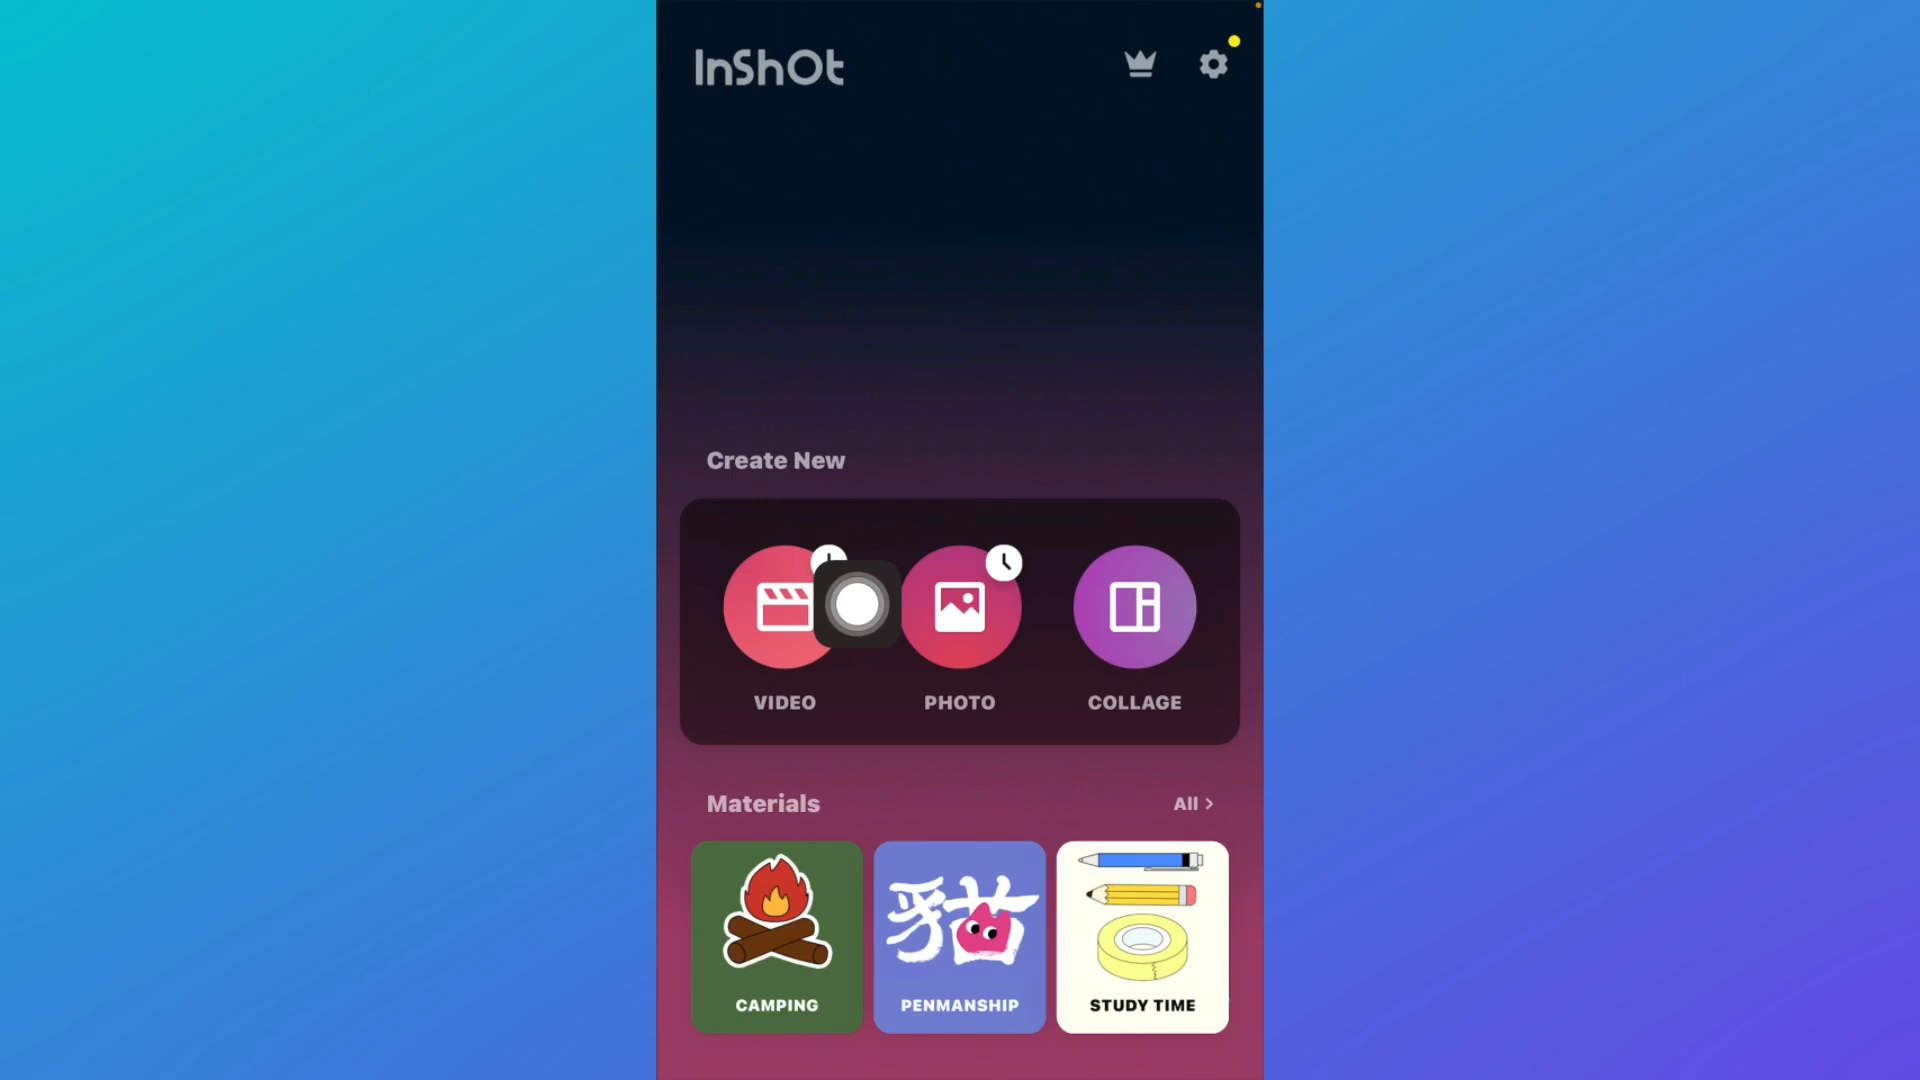 InShOt
Create New
VIDEO
PHOTO
COLLAGE
Materials
All >
猫
CAMPING
PENMANSHIP
STUDY TIME